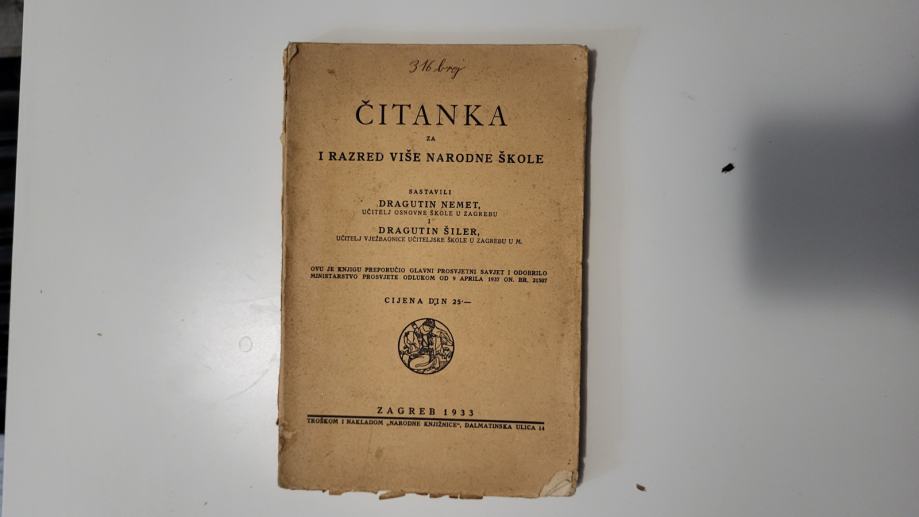 316 broj
ČITANKA
ZA
I RAZRED VIŠE NARODNE ŠKOLE
SASTAVILI
DRAGUTIN NEMET,
UČITELJ OSNOVNE ŠKOLE U ZAGREBU
I
DRAGUTIN ŠILER,
UČITELJ VJEŽBAONICE UČITELJSKE ŠKOLE U ZAGREBU U M.
OVU JE KNJIGU PREPORUČIO GLAVNI PROSVJETNI SAVJET I ODOBRILO
MINISTARSTVO PROSVJETE ODLUKOM OD 9 APRILA 1937 ON. BR. 21307
CIJENA DIN 25·—
ZAGREB 1933
TROŠKOM I NAKLADOM „NARODNE KNJIŽNICE", DALMATINSKA ULICA 14